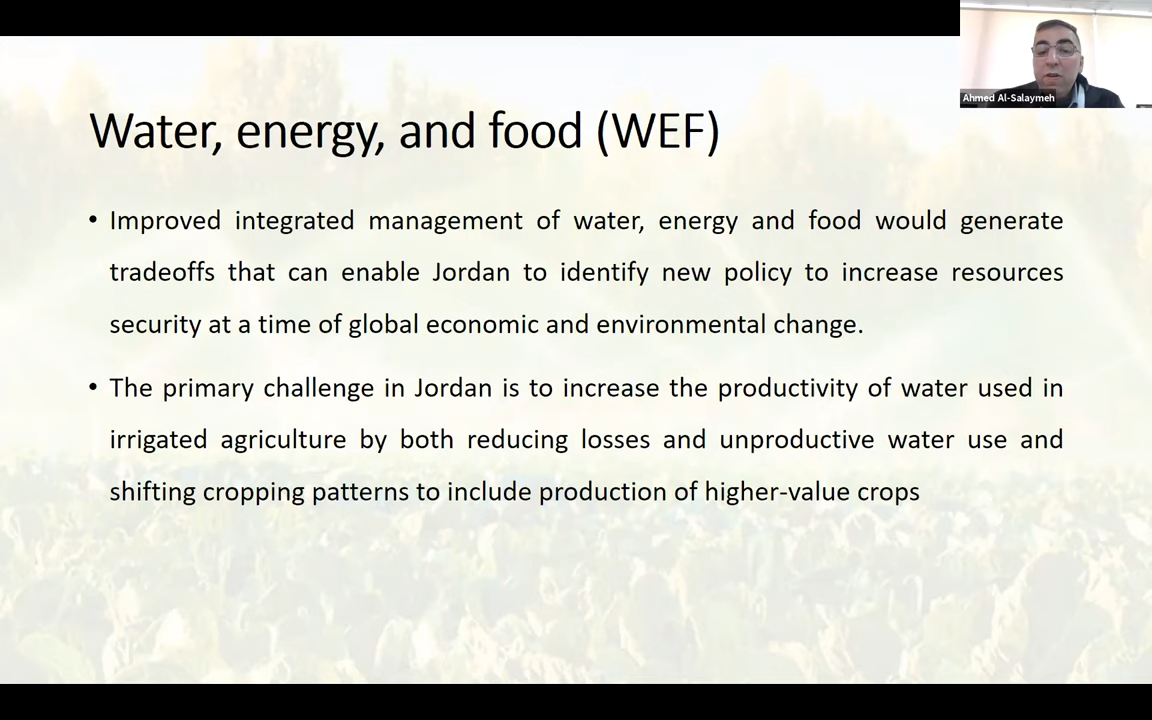 Ahmed Al-Salaymeh
Water, energy, and food (WEF)
• Improved integrated management of water, energy and food would generate
tradeoffs that can enable Jordan to identify new policy to increase resources
security at a time of global economic and environmental change.
• The primary challenge in Jordan is to increase the productivity of water used in
irrigated agriculture by both reducing losses and unproductive water use and
shifting cropping patterns to include production of higher-value crops